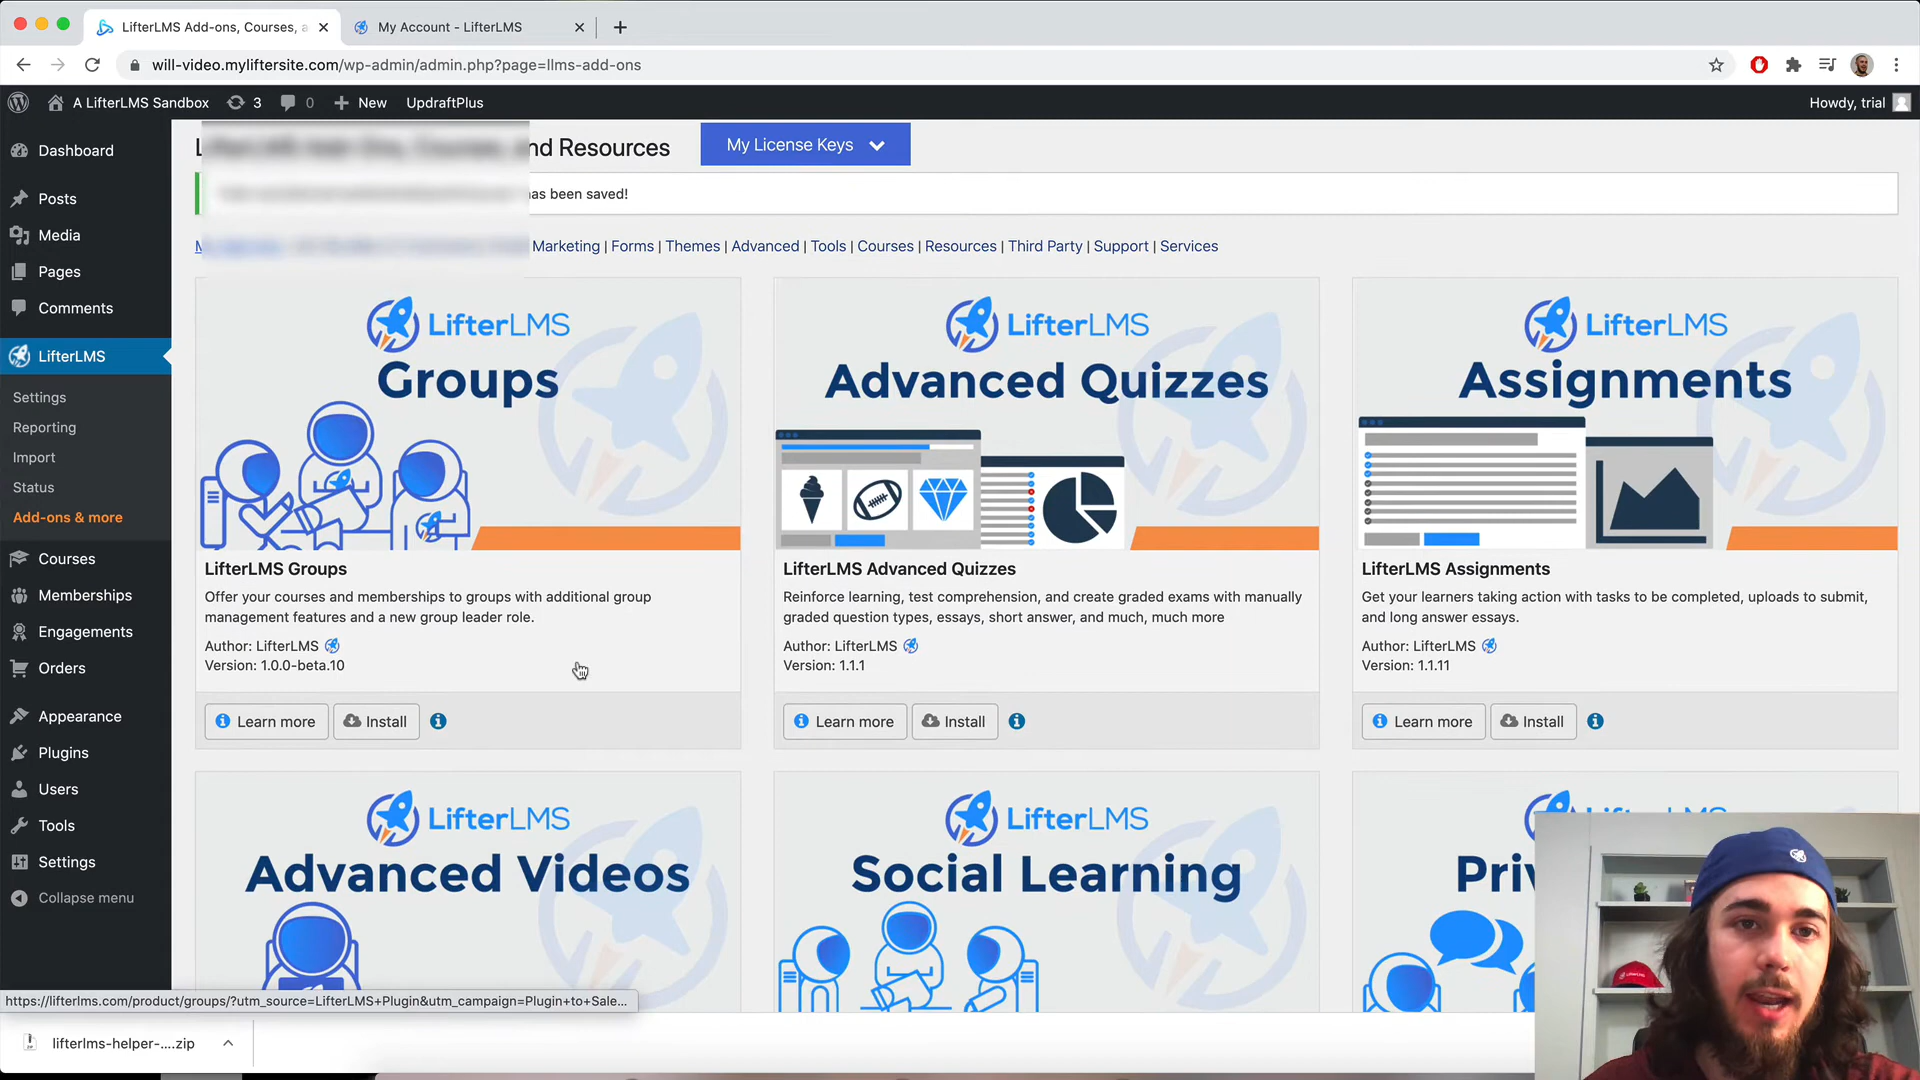 LifterLMS Add-ons, Courses, a
My Account - LifterLMS
will-video.myliftersite.com/wp-admin/admin.php?page=llms-add-ons
A LifterLMS Sandbox
3
0
New
UpdraftPlus
Howdy, trial
Dashboard
Posts
Media
Pages
Comments
LifterLMS
Settings
Reporting
Import
Status
Add-ons & more
Courses
Memberships
Engagements
Orders
Appearance
Plugins
Users
Tools
Settings
Collapse menu
nd Resources
My License Keys
as been saved!
Marketing | Forms | Themes | Advanced | Tools | Courses | Resources | Third Party | Support | Services
LifterLMS
Groups
LifterLMS Groups
Offer your courses and memberships to groups with additional group
management features and a new group leader role.
Author: LifterLMS
Version: 1.0.0-beta.10
Learn more
Install
LifterLMS
Advanced Quizzes
LifterLMS Advanced Quizzes
Reinforce learning, test comprehension, and create graded exams with manually
graded question types, essays, short answer, and much, much more
Author: LifterLMS
Version: 1.1.1
Learn more
Install
LifterLMS
Assignments
LifterLMS Assignments
Get your learners taking action with tasks to be completed, uploads to submit,
and long answer essays.
Author: LifterLMS
Version: 1.1.11
Learn more
Install
LifterLMS
Advanced Videos
LifterLMS
Social Learning
Pri
https://lifterlms.com/product/groups/?utm_source=LifterLMS+Plugin&utm_campaign=Plugin+to+Sale...
lifterlms-helper-....zip